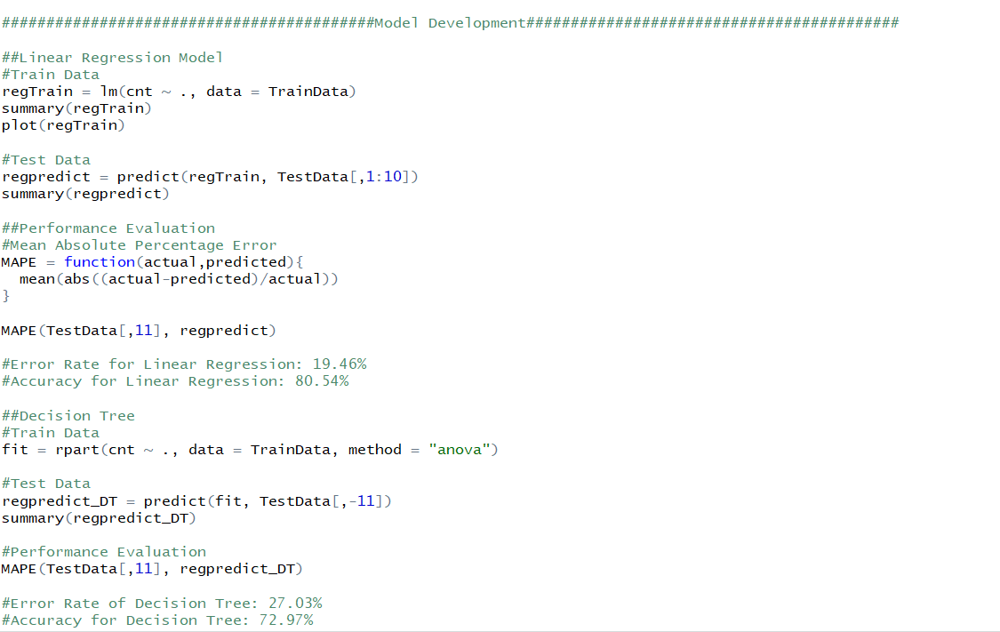 ##########################################Model Development##########################################
##Linear Regression Model
#Train Data
regTrain = lm(cnt ~ ., data = TrainData)
summary(regTrain)
plot(regTrain)
#Test Data
regpredict = predict(regTrain, TestData[,1:10])
summary(regpredict)
##Performance Evaluation
#Mean Absolute Percentage Error
MAPE = function(actual,predicted){
  mean(abs((actual-predicted)/actual))
}
MAPE(TestData[,11], regpredict)
#Error Rate for Linear Regression: 19.46%
#Accuracy for Linear Regression: 80.54%
##Decision Tree
#Train Data
fit = rpart(cnt ~ ., data = TrainData, method = "anova")
#Test Data
regpredict_DT = predict(fit, TestData[,-11])
summary(regpredict_DT)
#Performance Evaluation
MAPE(TestData[,11], regpredict_DT)
#Error Rate of Decision Tree: 27.03%
#Accuracy for Decision Tree: 72.97%